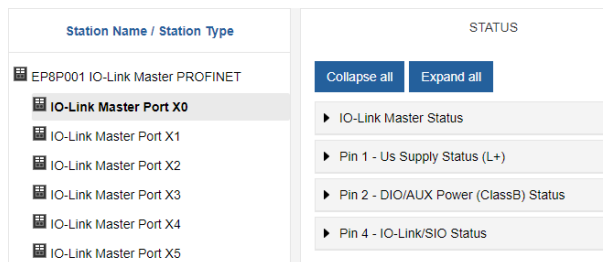 Station Name / Station Type
EP8P001 IO-Link Master PROFINET
IO-Link Master Port X0
IO-Link Master Port X1
IO-Link Master Port X2
IO-Link Master Port X3
IO-Link Master Port X4
IO-Link Master Port X5
STATUS
Collapse all
Expand all
IO-Link Master Status
Pin 1 - Us Supply Status (L+)
Pin 2 - DIO/AUX Power (ClassB) Status
Pin 4 - IO-Link/SIO Status